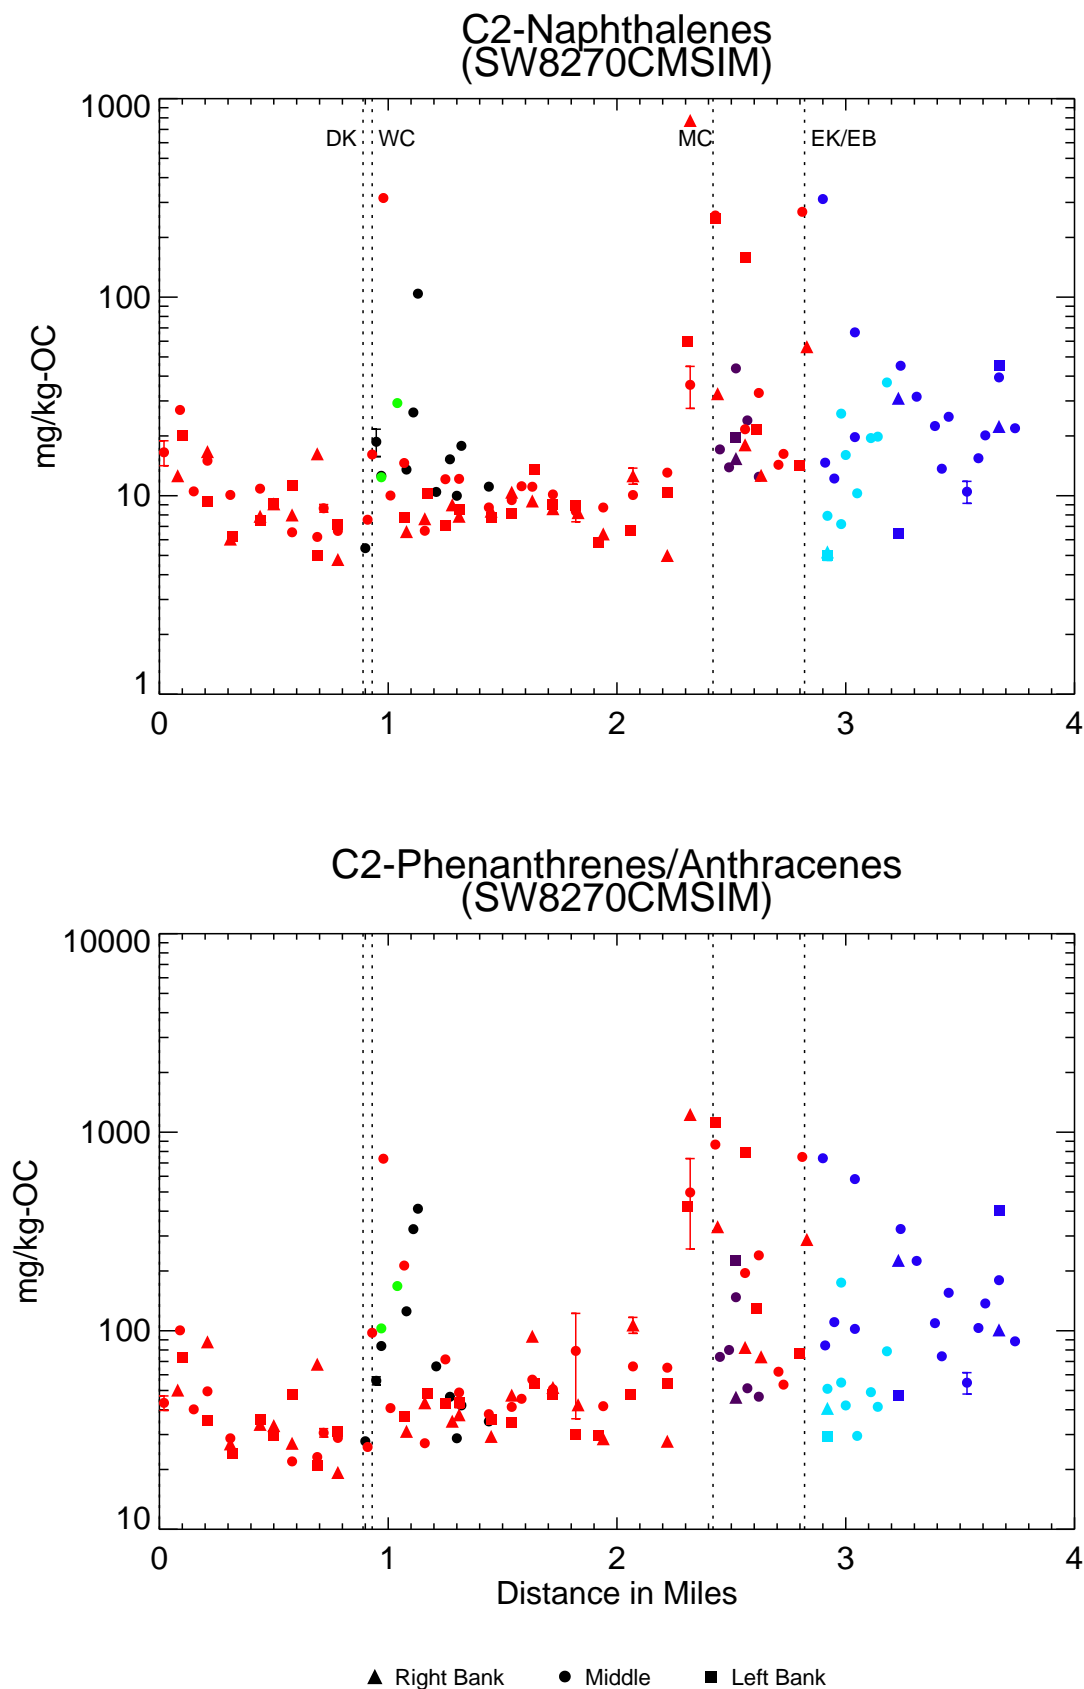 C2-Naphthalenes
(SW8270CMSIM)
1000
DK WC MC EK/EB
100
mg/kg-OC
10
1
0 1 2 3 4
C2-Phenanthrenes/Anthracenes
(SW8270CMSIM)
10000
1000
mg/kg-OC
100
10
0 1 2 3 4
Distance in Miles
Right Bank Middle Left Bank